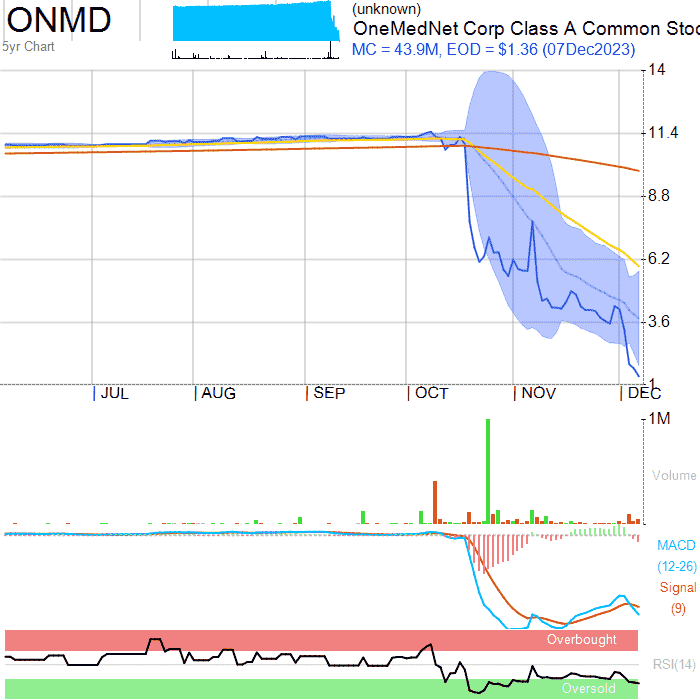 ONMD
(unknown)
OneMedNet Corp Class A Common Stoc
5yr Chart
MC = 43.9M, EOD = $1.36 (07Dec2023)
14
11.4
8.8
6.2
3.6
1
JUL AUG SEP OCT NOV DEC
1M
Volume
MACD
(12-26)
Signal
(9)
Overbought
RSI(14)
Oversold